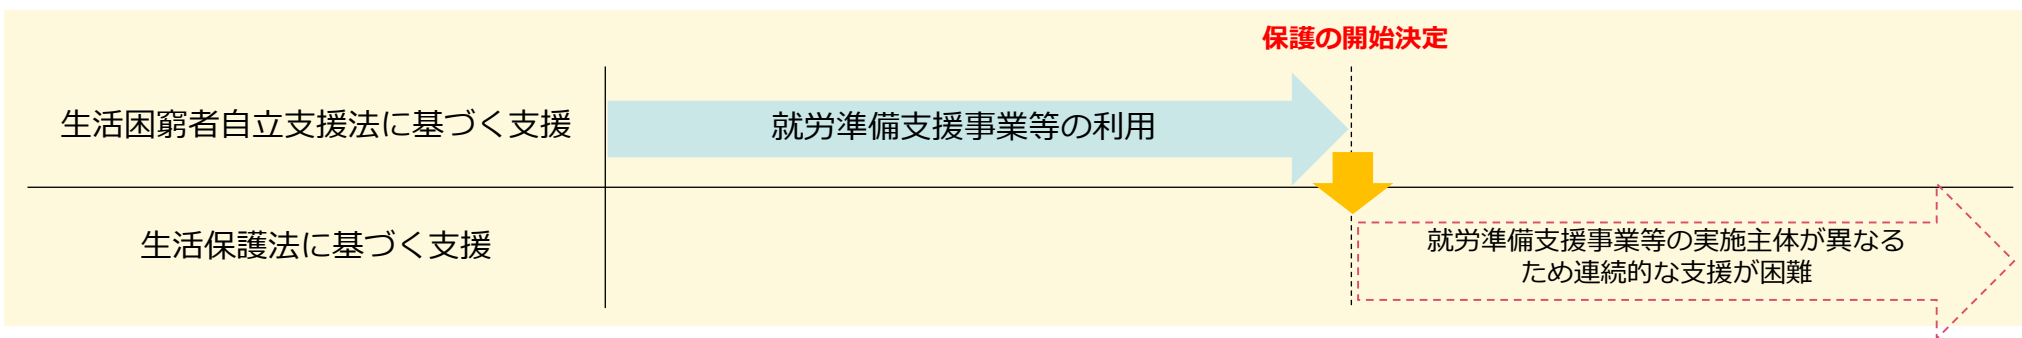 保護の開始決定
生活困窮者自立支援法に基づく支援
就労準備支援事業等の利用
生活保護法に基づく支援
就労準備支援事業等の実施主体が異なる
ため連続的な支援が困難